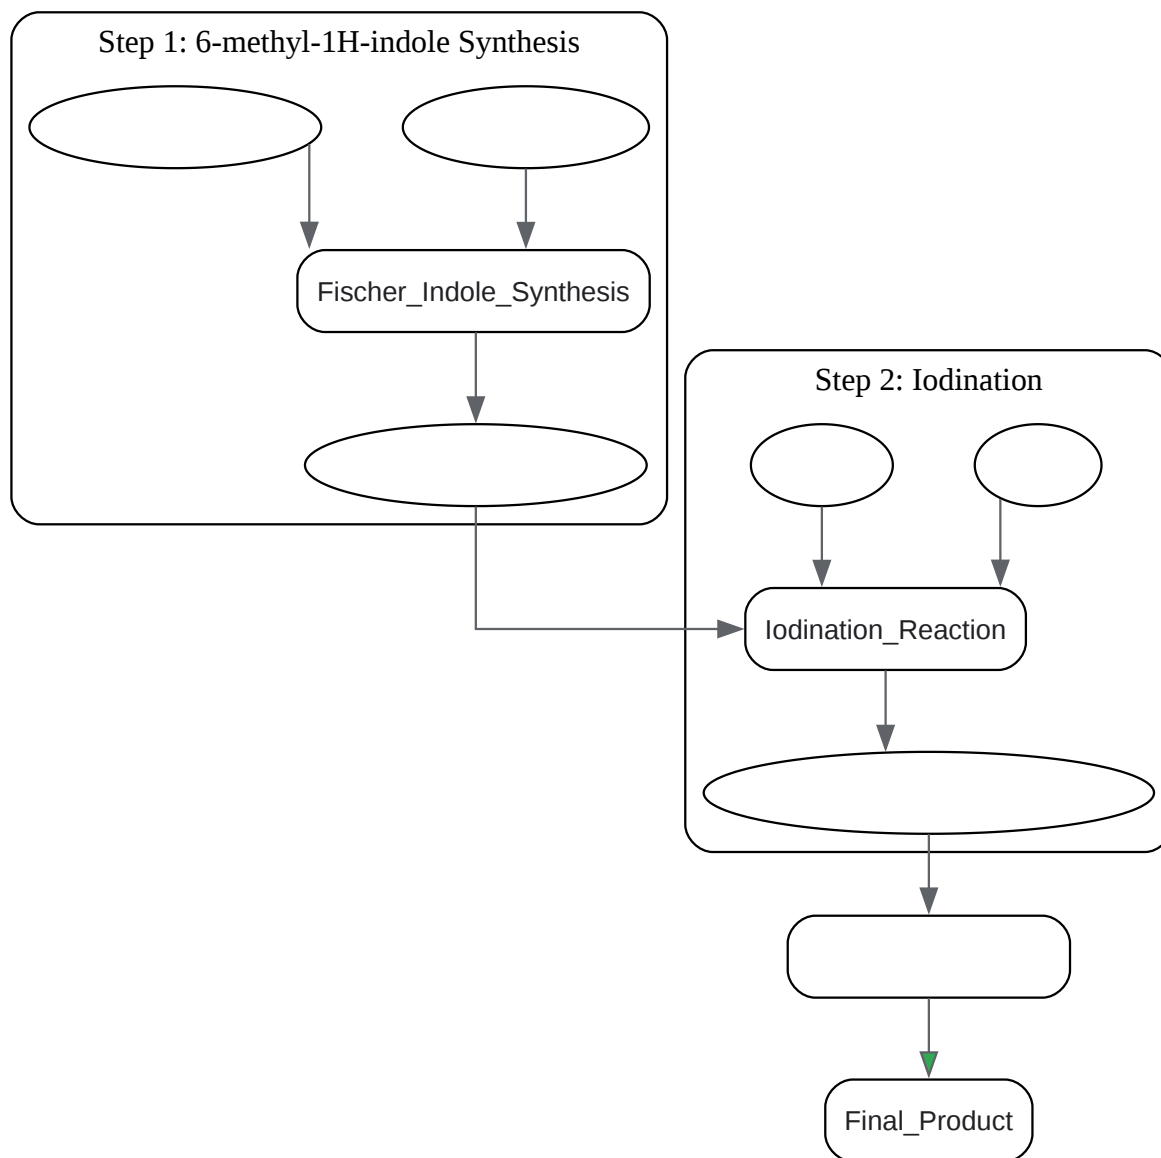 Step 1: 6-methyl-1H-indole Synthesis
Fischer_Indole_Synthesis
Step 2: Iodination
Iodination_Reaction
Final_Product